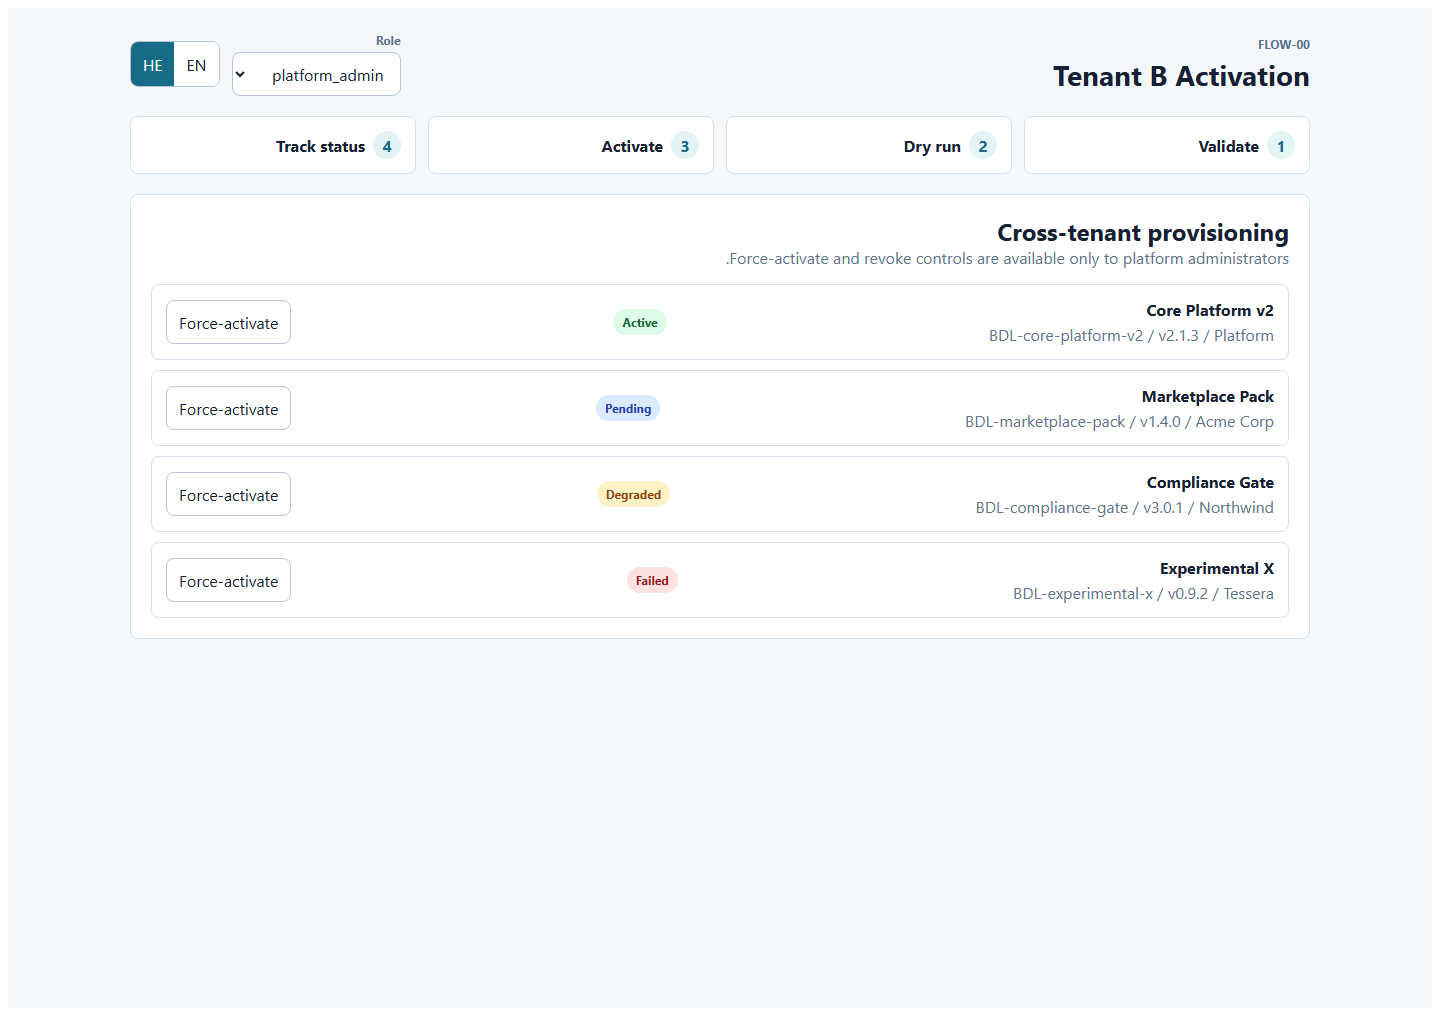 FLOW-00
Tenant B Activation
Role
platform_admin
HE
EN
1 Validate
2 Dry run
3 Activate
4 Track status
Cross-tenant provisioning
.Force-activate and revoke controls are available only to platform administrators
Core Platform v2
BDL-core-platform-v2 / v2.1.3 / Platform
Active
Force-activate
Marketplace Pack
BDL-marketplace-pack / v1.4.0 / Acme Corp
Pending
Force-activate
Compliance Gate
BDL-compliance-gate / v3.0.1 / Northwind
Degraded
Force-activate
Experimental X
BDL-experimental-x / v0.9.2 / Tessera
Failed
Force-activate